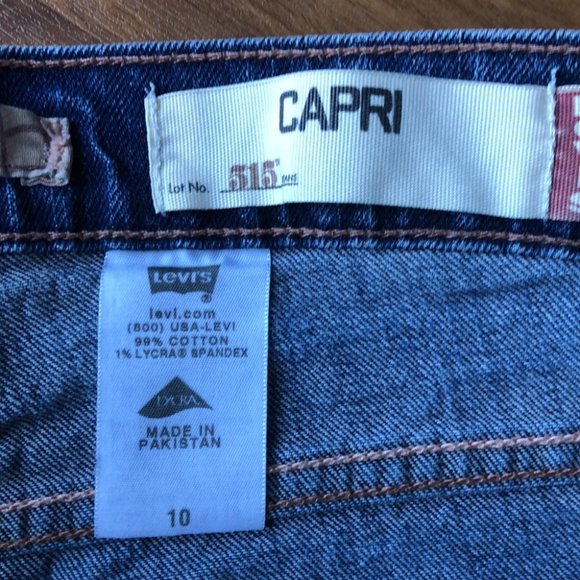 CAPRI
Lot No. 515™
LEVI'S®
levi.com
(800) USA-LEVI
99% COTTON
1% LYCRA® SPANDEX
LYCRA
MADE IN
PAKISTAN
10